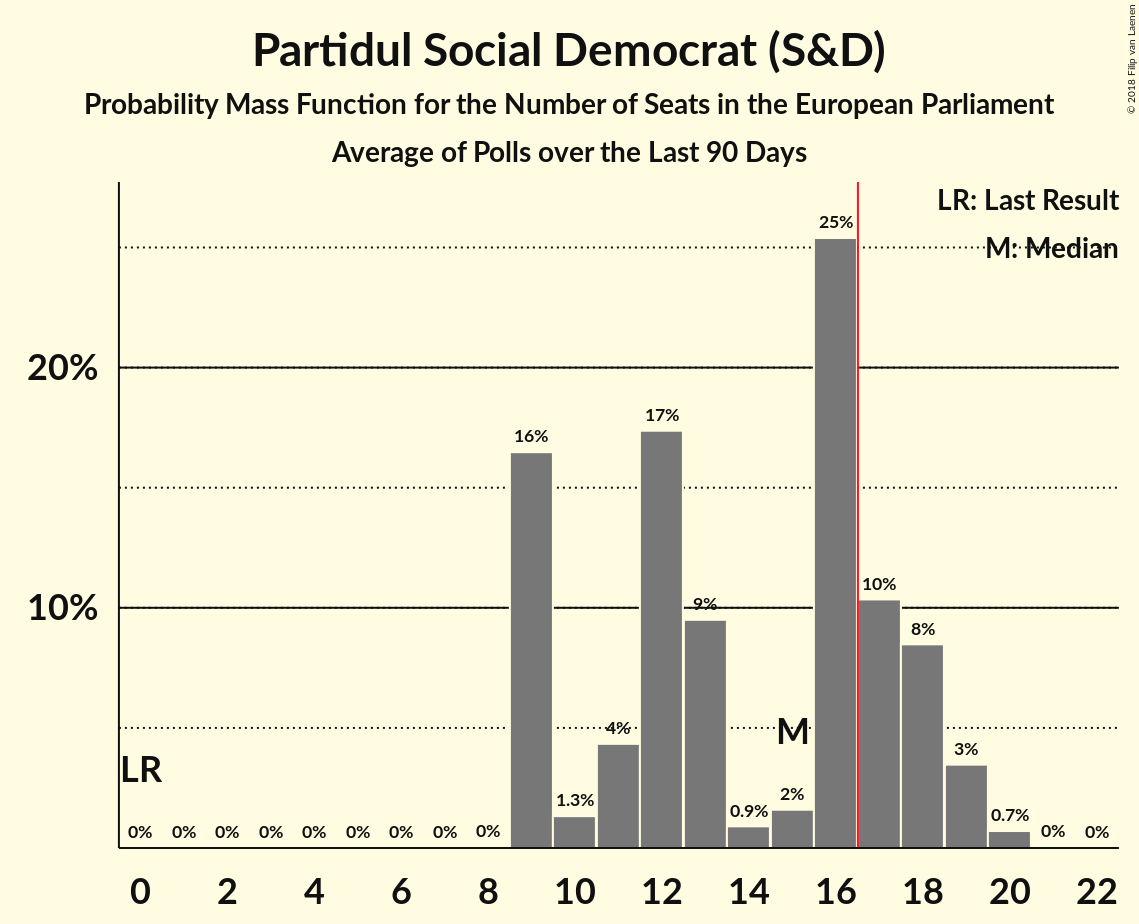 Partidul Social Democrat (S&D)
Probability Mass Function for the Number of Seats in the European Parliament
Average of Polls over the Last 90 Days
© 2018 Filip van Laenen
LR: Last Result
M: Median
25%
20%
17%
16%
10%
10%
9%
8%
4%
M
3%
LR
2%
1.3%
0.9%
0.7%
0% 0% 0% 0% 0% 0% 0% 0% 0% 0% 0%
0 2 4 6 8 10 12 14 16 18 20 22